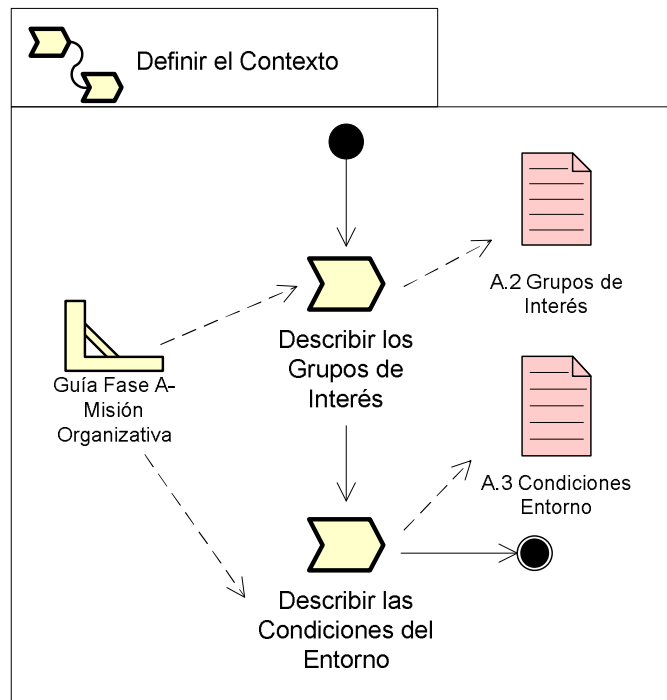 Definir el Contexto
A.2 Grupos de
Interés
Describir los
Grupos de
Interés
Guía Fase A-
Misión
Organizativa
A.3 Condiciones
Entorno
Describir las
Condiciones del
Entorno